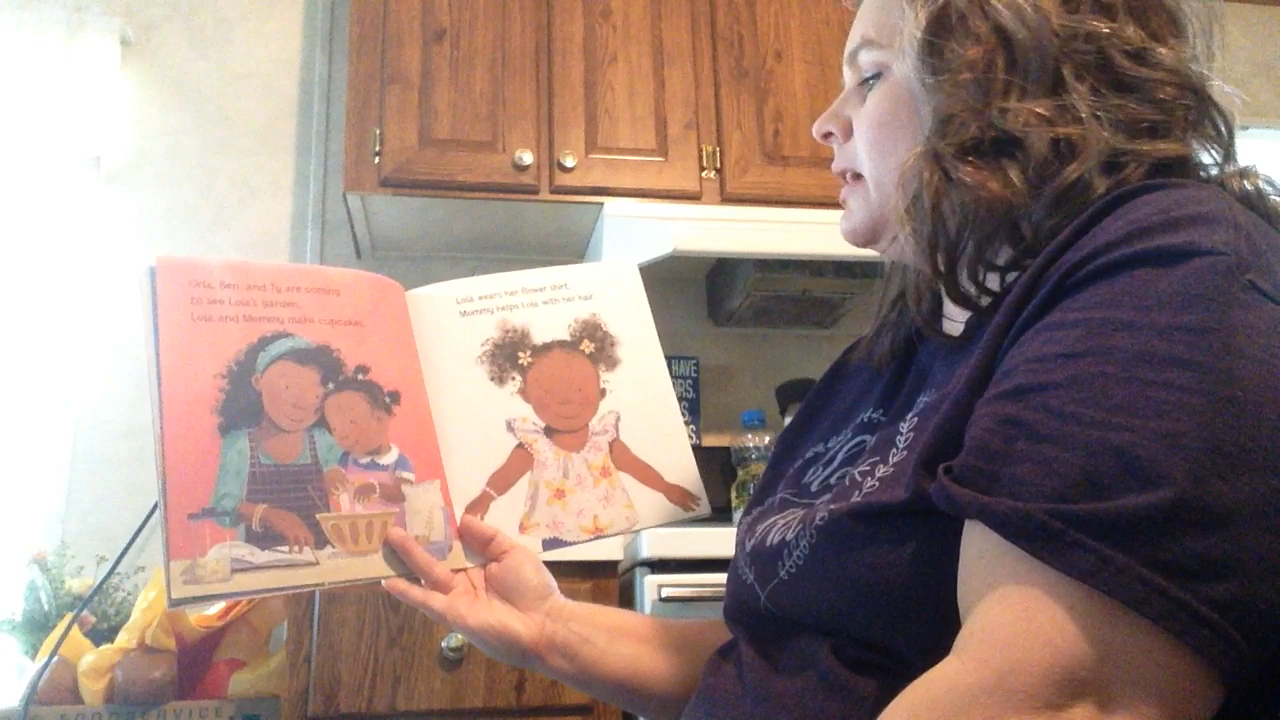 Orla, Ben, and Ty are coming
to see Lola's garden.
Lola and Mommy make cupcakes.
Lola wears her flower shirt.
Mommy helps Lola with her hair.
HAVE
FOODSERVICE